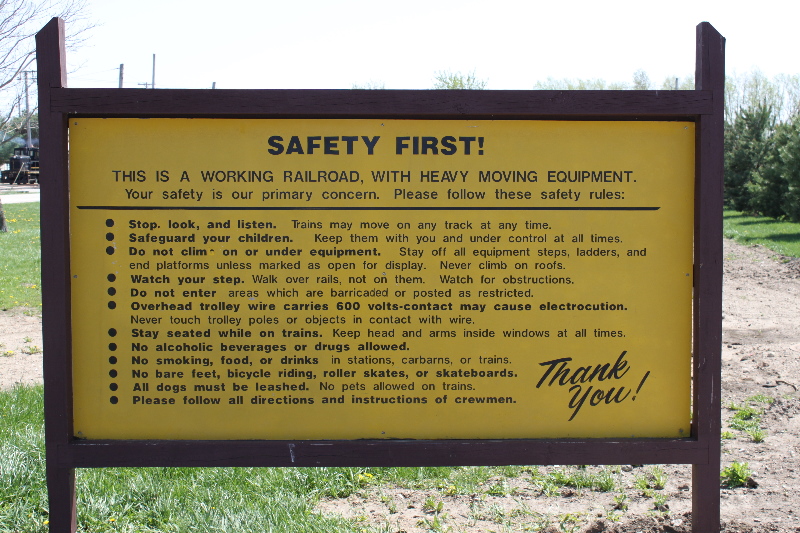 SAFETY FIRST!
THIS IS A WORKING RAILROAD, WITH HEAVY MOVING EQUIPMENT.
Your safety is our primary concern. Please follow these safety rules:
● Stop. look, and listen. Trains may move on any track at any time.
● Safeguard your children. Keep them with you and under control at all times.
● Do not clim on or under equipment. Stay off all equipment steps, ladders, and
end platforms unless marked as open for display. Never climb on roofs.
● Watch your step. Walk over rails, not on them. Watch for obstructions.
● Do not enter areas which are barricaded or posted as restricted.
● Overhead trolley wire carries 600 volts-contact may cause electrocution.
Never touch trolley poles or objects in contact with wire.
● Stay seated while on trains. Keep head and arms inside windows at all times.
● No alcoholic beverages or drugs allowed.
● No smoking, food, or drinks in stations, carbarns, or trains.
● No bare feet, bicycle riding, roller skates, or skateboards.
● All dogs must be leashed. No pets allowed on trains.
● Please follow all directions and instructions of crewmen.
Thank
You!